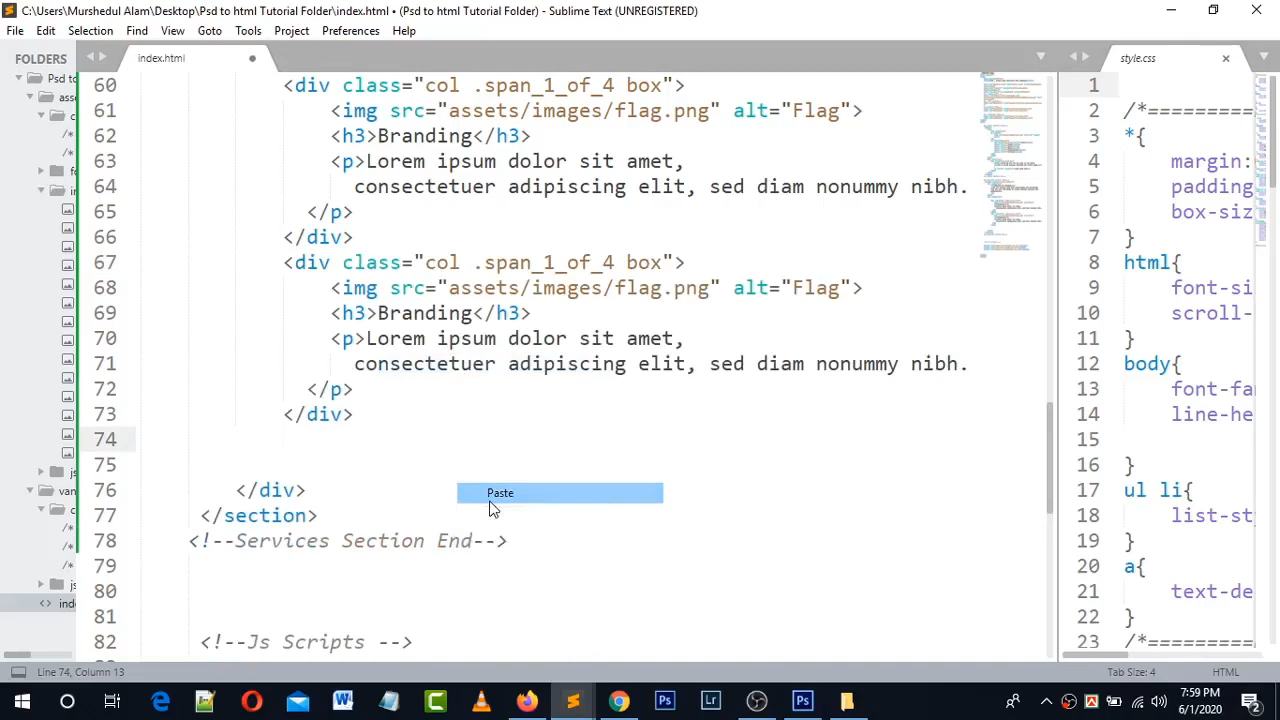 C:\Users\Murshedul Alam\Desktop\Psd to html Tutorial Folder\index.html • (Psd to html Tutorial Folder) - Sublime Text (UNREGISTERED)
File Edit Selection Find View Goto Tools Project Preferences Help
FOLDERS
index.html
style.css
Psd to
ass
c
/*
/*
fa
in
js
van
c
/*
/*
/*
js
<> inde
60 <div class="col .span_1_of_4 box">
61 <img src="assets/images/flag.png" alt="Flag">
62 <h3>Branding</h3>
63 <p>Lorem ipsum dolor sit amet,
64 consectetuer adipiscing elit, sed diam nonummy nibh.
65 </p>
66 </div>
67 <div class="col .span_1_of_4 box">
68 <img src="assets/images/flag.png" alt="Flag">
69 <h3>Branding</h3>
70 <p>Lorem ipsum dolor sit amet,
71 consectetuer adipiscing elit, sed diam nonummy nibh.
72 </p>
73 </div>
74
75
76 </div>
77 </section>
78 <!--Services Section End-->
79
80
81
82 <!--Js Scripts -->
Paste
1
2 /*=========
3 *{
4 margin:
5 padding
6 box-siz
7 }
8 html{
9 font-si
10 scroll-
11 }
12 body{
13 font-fa
14 line-he
15
16 }
17 ul li{
18 list-st
19 }
20 a{
21 text-de
22 }
23 /*=========
Line 74, Column 13
Tab Size: 4
HTML
7:59 PM
6/1/2020
2